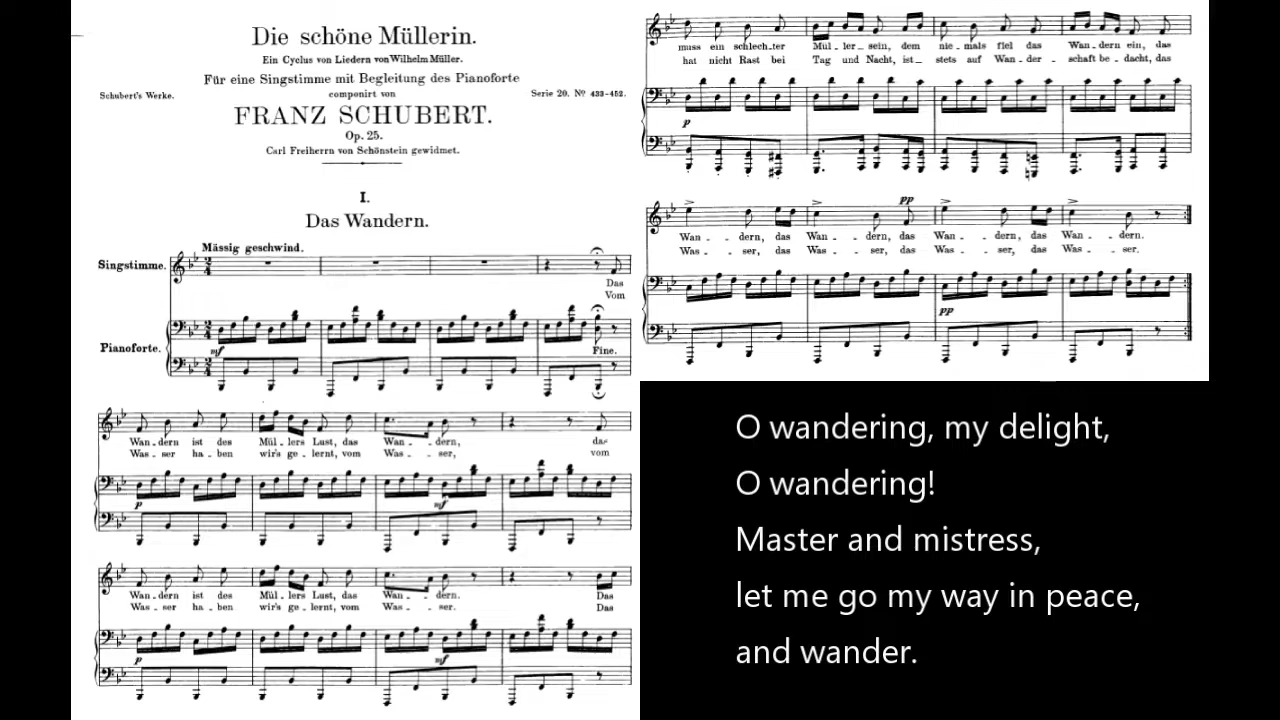 Die schöne Müllerin.
Ein Cyclus von Liedern von Wilhelm Müller.
Für eine Singstimme mit Begleitung des Pianoforte
componirt von
Schubert's Werke.
Serie 20. Nº 433-452.
FRANZ SCHUBERT.
Op. 25.
Carl Freiherrn von Schönstein gewidmet.
I.
Das Wandern.
Mässig geschwind.
Singstimme.
Das
Vom
Pianoforte.
mf
Fine.
Wan - dern ist des Mül - lers Lust, das Wan - dern, das
Was - ser ha - ben wir's ge - lernt, vom Was - ser, vom
p mf
Wan - dern ist des Mül - lers Lust, das Wan - dern. Das
Was - ser ha - ben wir's ge - lernt, vom Was - ser. Das
p mf
muss ein schlech - ter Mül - ler - sein, dem nie - mals fiel das Wan - dern ein, das
hat nicht Rast bei Tag und Nacht, ist stets auf Wan - der - schaft be - dacht, das
p
pp
Wan - dern, das Wan - dern, das Wan - dern, das Wan - dern.
Was - ser, das Was - ser, das Was - ser, das Was - ser.
pp
O wandering, my delight,
O wandering!
Master and mistress,
let me go my way in peace,
and wander.